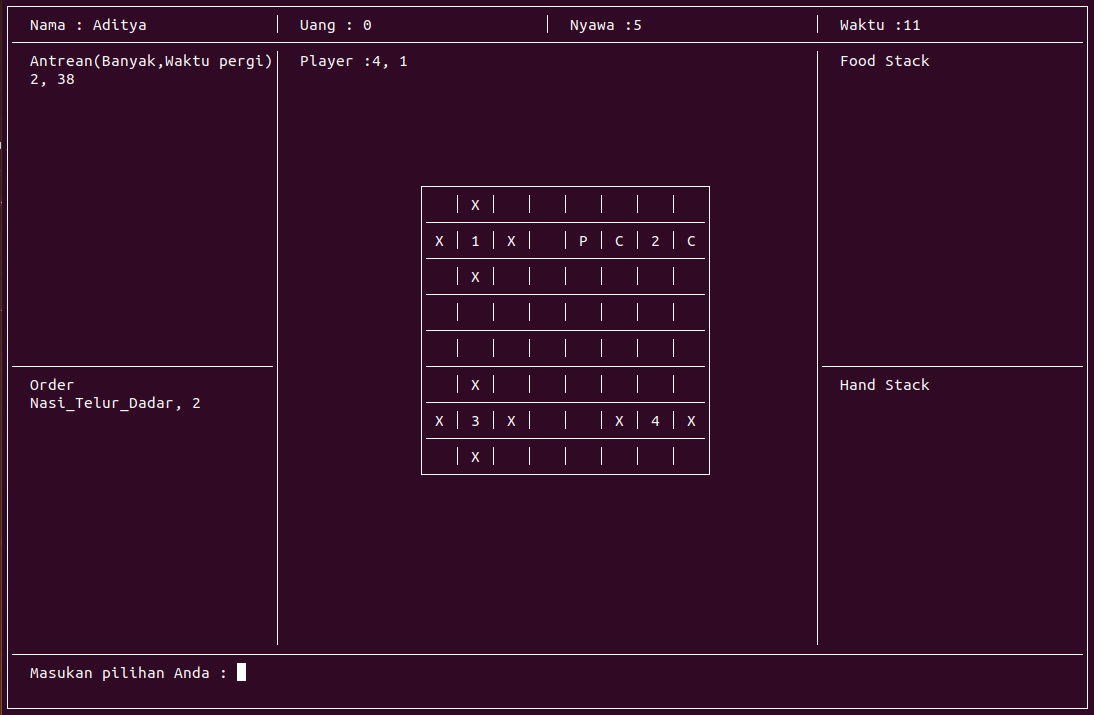 Nama : Aditya Uang : 0 Nyawa :5 Waktu :11
Antrean(Banyak,Waktu pergi)
2, 38
Player :4, 1
Food Stack
X
X 1 X P C 2 C
X
X
X 3 X X 4 X
X
Order
Nasi_Telur_Dadar, 2
Hand Stack
Masukan pilihan Anda :